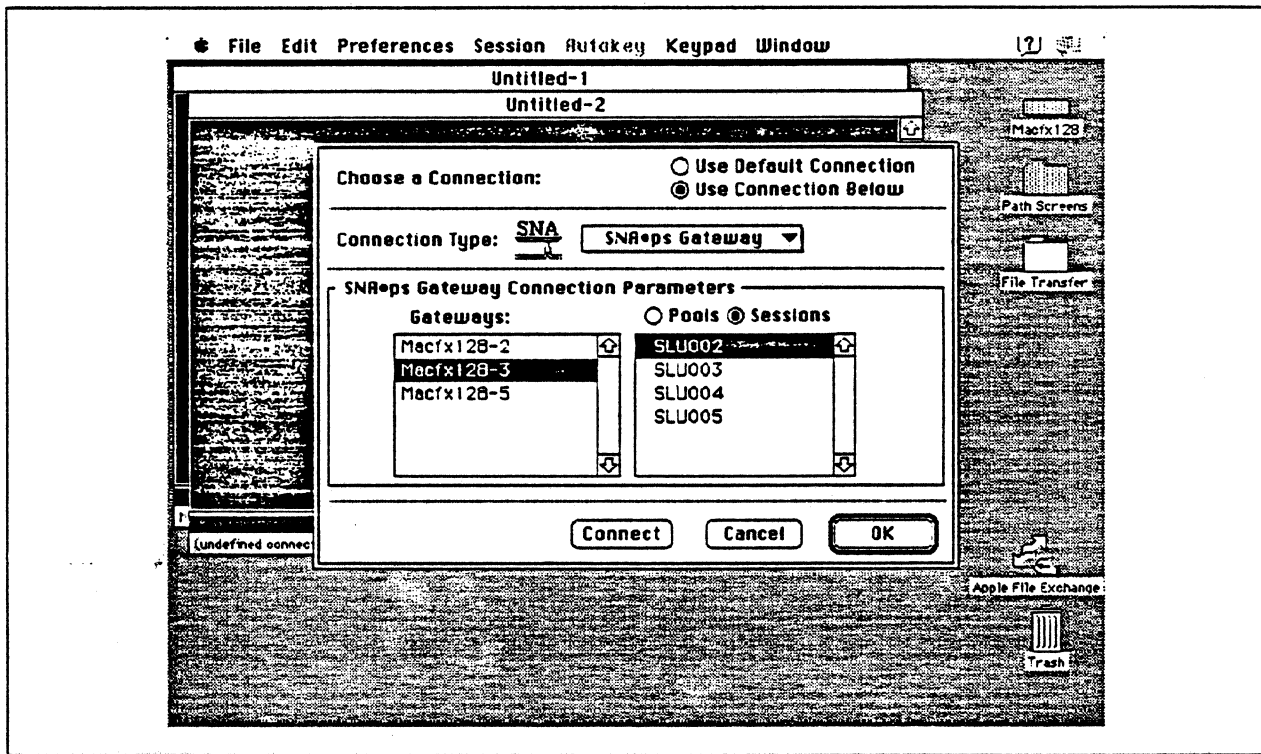 File Edit Preferences Session Autokey Keypad Window
Untitled-1
Untitled-2
Macfx128
Path Screens
File Transfer
Choose a Connection:
Use Default Connection
Use Connection Below
Connection Type: SNA SNA•ps Gateway
SNA•ps Gateway Connection Parameters
Gateways:
Pools Sessions
Macfx128-2
Macfx128-3
Macfx128-5
SLU002
SLU003
SLU004
SLU005
(undefined connec
Connect Cancel OK
Apple File Exchange
Trash